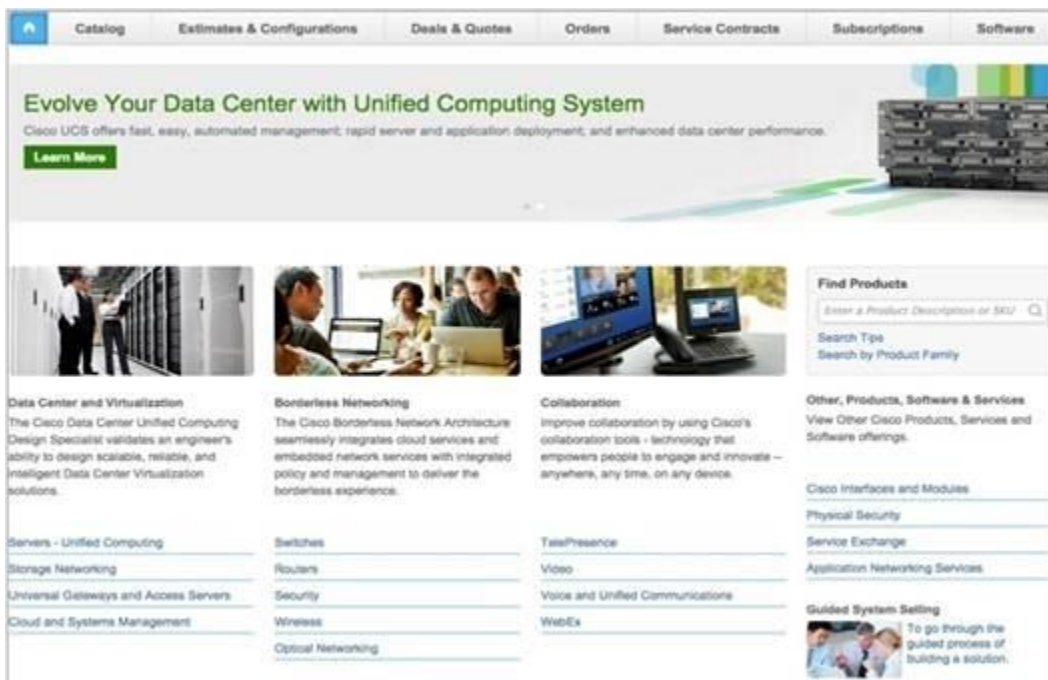 Catalog
Estimates & Configurations
Deals & Quotes
Orders
Service Contracts
Subscriptions
Software
Evolve Your Data Center with Unified Computing System
Cisco UCS offers fast, easy, automated management; rapid server and application deployment; and enhanced data center performance.
Learn More
Data Center and Virtualization
The Cisco Data Center Unified Computing
Design Specialist validates an engineer's
ability to design scalable, reliable, and
intelligent Data Center Virtualization
solutions.
Servers - Unified Computing
Storage Networking
Universal Gateways and Access Servers
Cloud and Systems Management
Borderless Networking
The Cisco Borderless Network Architecture
seamlessly integrates cloud services and
embedded network services with integrated
policy and management to deliver the
borderless experience.
Switches
Routers
Security
Wireless
Optical Networking
Collaboration
Improve collaboration by using Cisco's
collaboration tools - technology that
empowers people to engage and innovate --
anywhere, any time, on any device.
TelePresence
Video
Voice and Unified Communications
WebEx
Find Products
Enter a Product Description or SKU
Search Tips
Search by Product Family
Other, Products, Software & Services
View Other Cisco Products, Services and
Software offerings.
Cisco Interfaces and Modules
Physical Security
Service Exchange
Application Networking Services
Guided System Selling
To go through the
guided process of
building a solution.